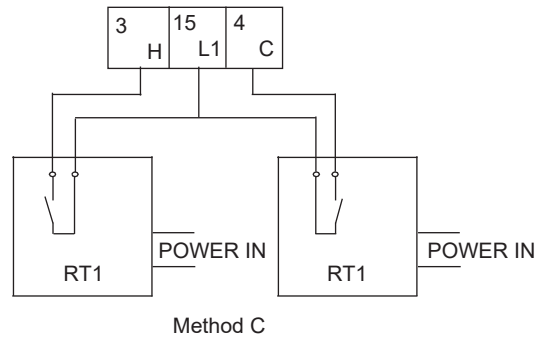 3 15 4
H L1 C
POWER IN POWER IN
RT1 RT1
Method C